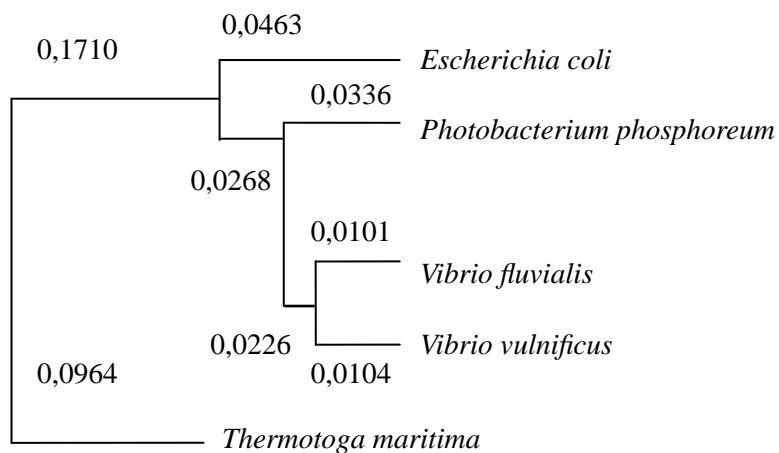 0,0463
0,1710
Escherichia coli
0,0336
Photobacterium phosphoreum
0,0268
0,0101
Vibrio fluvialis
0,0226
Vibrio vulnificus
0,0964
0,0104
Thermotoga maritima